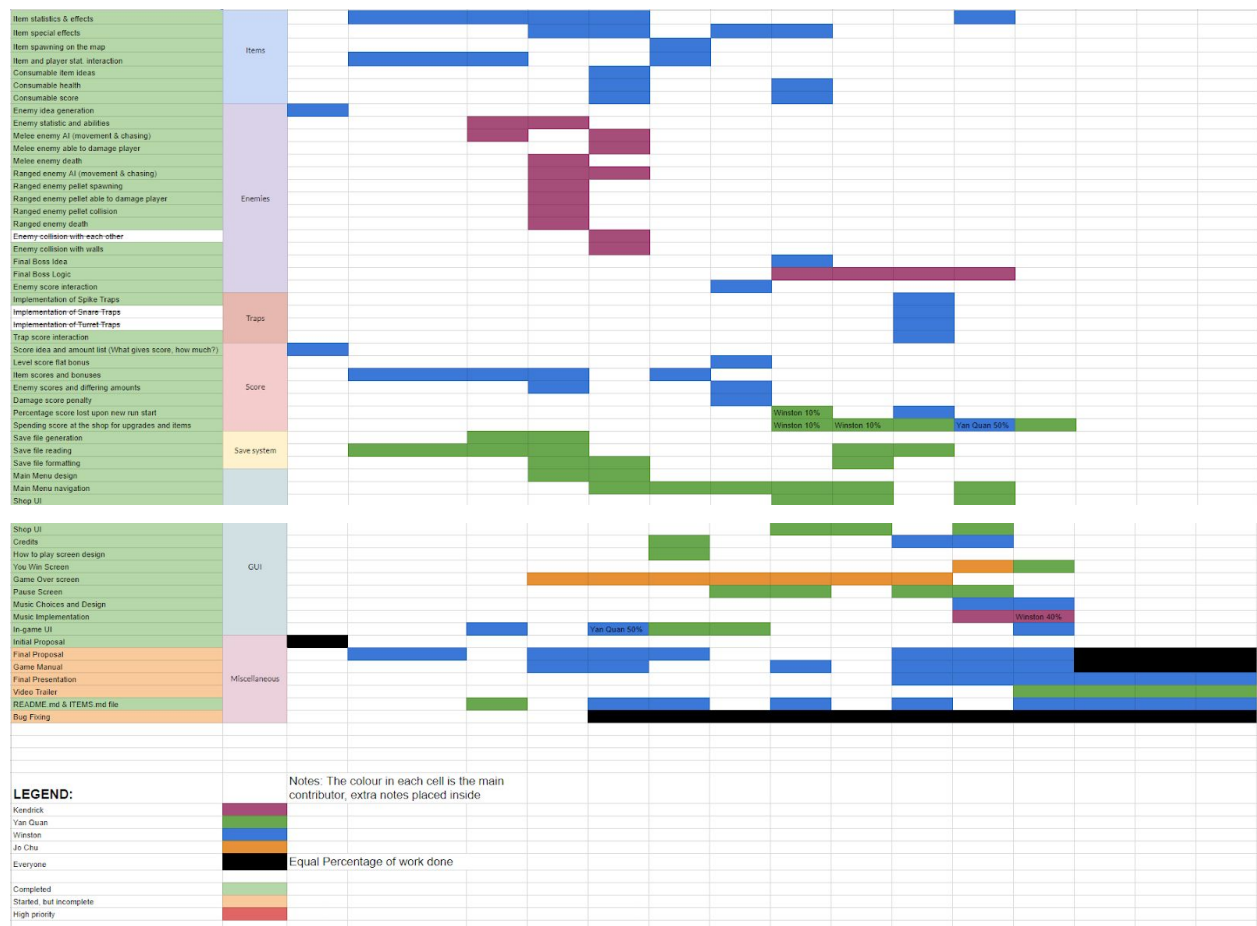 Item statistics & effects
Item special effects
Items
Item spawning on the map
Item and player stat. interaction
Consumable item ideas
Consumable health
Consumable score
Enemy idea generation
Enemy statistic and abilities
Melee enemy AI (movement & chasing)
Melee enemy able to damage player
Melee enemy death
Ranged enemy AI (movement & chasing)
Ranged enemy pellet spawning
Ranged enemy pellet able to damage player
Enemies
Ranged enemy pellet collision
Ranged enemy death
Enemy collision with each other
Enemy collision with walls
Final Boss Idea
Final Boss Logic
Enemy score interaction
Implementation of Spike Traps
Implementation of Snare Traps
Traps
Implementation of Turret Traps
Trap score interaction
Score idea and amount list (What gives score, how much?)
Level score flat bonus
Item scores and bonuses
Score
Enemy scores and differing amounts
Damage score penalty
Percentage score lost upon new run start
Winston 10%
Spending score at the shop for upgrades and items
Winston 10%
Winston 10%
Yan Quan 50%
Save file generation
Save file reading
Save system
Save file formatting
Main Menu design
Main Menu navigation
Shop UI
Shop UI
Credits
How to play screen design
GUI
You Win Screen
Game Over screen
Pause Screen
Music Choices and Design
Music Implementation
Winston 40%
In-game UI
Yan Quan 50%
Initial Proposal
Final Proposal
Game Manual
Final Presentation
Miscellaneous
Video Trailer
README.md & ITEMS.md file
Bug Fixing
LEGEND:
Notes: The colour in each cell is the main
contributor, extra notes placed inside
Kendrick
Yan Quan
Winston
Jo Chu
Everyone
Equal Percentage of work done
Completed
Started, but incomplete
High priority